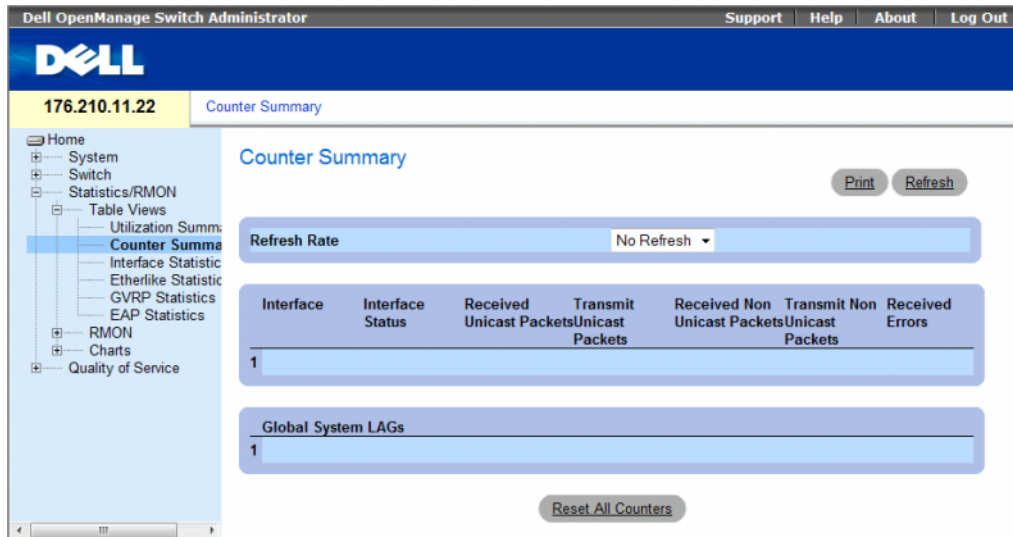 Dell OpenManage Switch Administrator
Support Help About Log Out
DELL
176.210.11.22
Counter Summary
Home
System
Switch
Statistics/RMON
Table Views
Utilization Summa
Counter Summa
Interface Statistic
Etherlike Statistic
GVRP Statistics
EAP Statistics
RMON
Charts
Quality of Service
Counter Summary
Print Refresh
Refresh Rate No Refresh
Interface Interface Status Received Unicast Packets Transmit Unicast Packets Received Non Unicast Packets Transmit Non Unicast Packets Received Errors
1
Global System LAGs
1
Reset All Counters